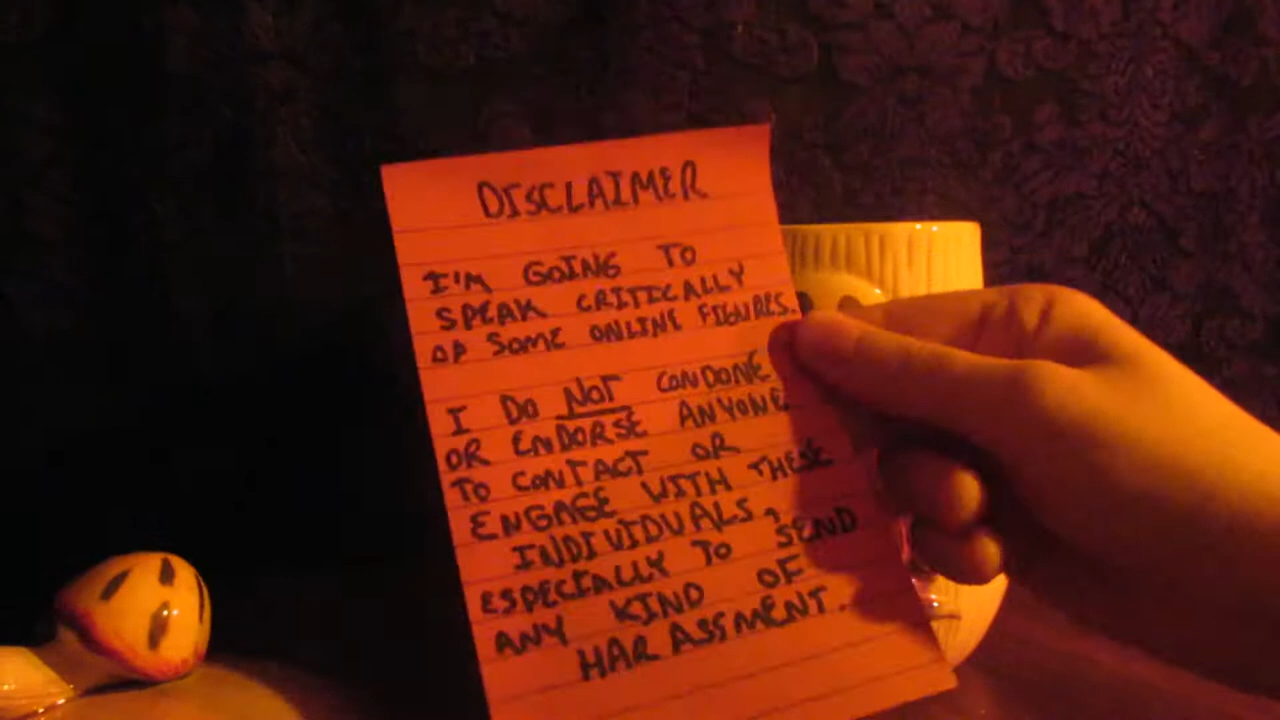 DISCLAIMER
I'M GOING TO
SPEAK CRITICALLY
OF SOME ONLINE FIGURES.
I DO NOT CONDONE
OR ENDORSE ANYONE
TO CONTACT OR
ENGAGE WITH THESE
INDIVIDUALS,
ESPECIALLY TO SEND
ANY KIND OF
HARASSMENT.